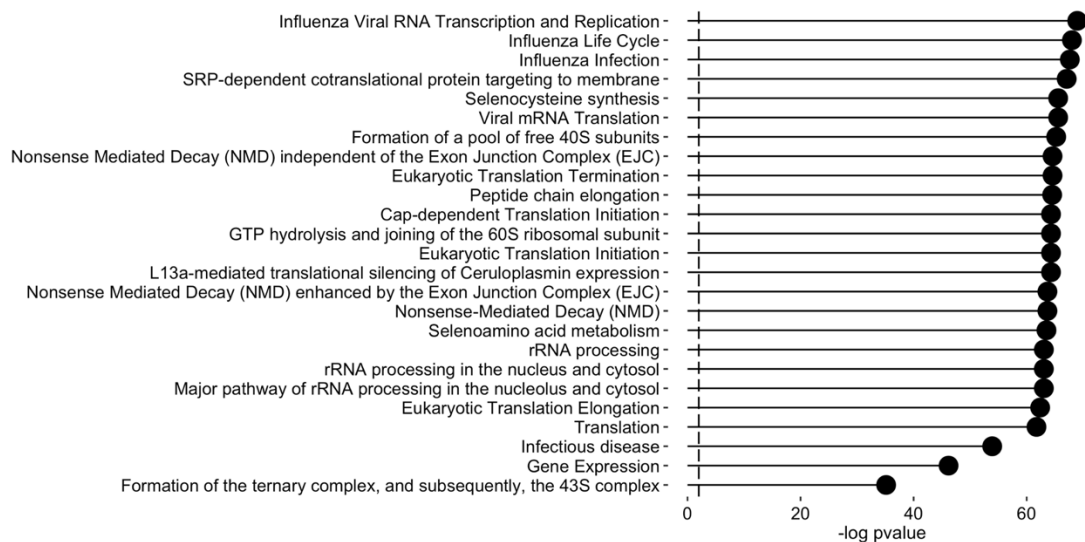 Influenza Viral RNA Transcription and Replication
Influenza Life Cycle
Influenza Infection
SRP-dependent cotranslational protein targeting to membrane
Selenocysteine synthesis
Viral mRNA Translation
Formation of a pool of free 40S subunits
Nonsense Mediated Decay (NMD) independent of the Exon Junction Complex (EJC)
Eukaryotic Translation Termination
Peptide chain elongation
Cap-dependent Translation Initiation
GTP hydrolysis and joining of the 60S ribosomal subunit
Eukaryotic Translation Initiation
L13a-mediated translational silencing of Ceruloplasmin expression
Nonsense Mediated Decay (NMD) enhanced by the Exon Junction Complex (EJC)
Nonsense-Mediated Decay (NMD)
Selenoamino acid metabolism
rRNA processing
rRNA processing in the nucleus and cytosol
Major pathway of rRNA processing in the nucleolus and cytosol
Eukaryotic Translation Elongation
Translation
Infectious disease
Gene Expression
Formation of the ternary complex, and subsequently, the 43S complex
0 20 40 60
-log pvalue